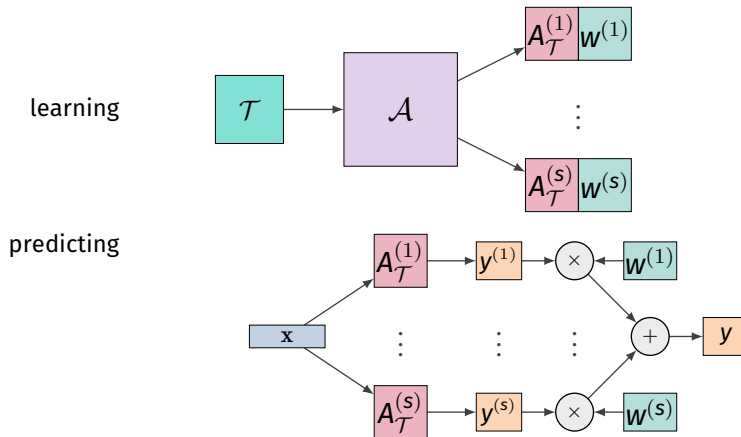 A_𝒯^(1) w^(1)
learning 𝒯 𝒜 ⋮
A_𝒯^(s) w^(s)
predicting
A_𝒯^(1) y^(1) × w^(1)
x ⋮ ⋮ ⋮ + y
A_𝒯^(s) y^(s) × w^(s)